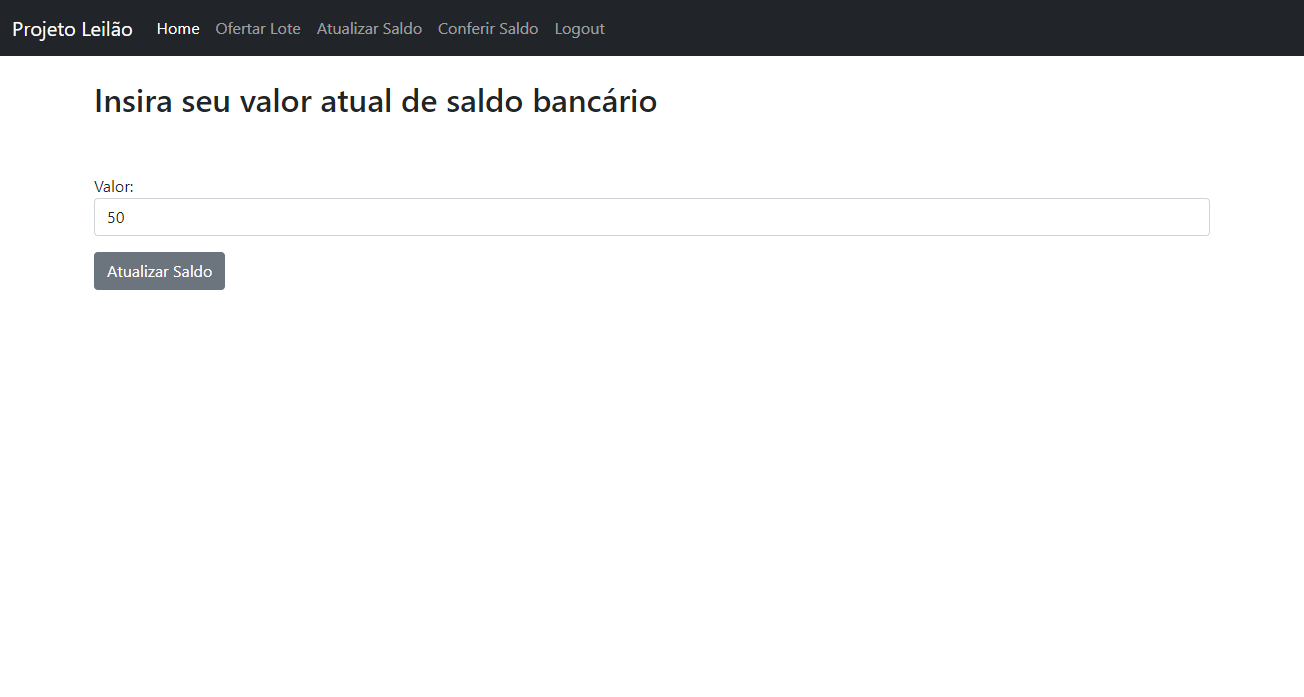 Projeto Leilão Home Ofertar Lote Atualizar Saldo Conferir Saldo Logout
Insira seu valor atual de saldo bancário
Valor:
50
Atualizar Saldo